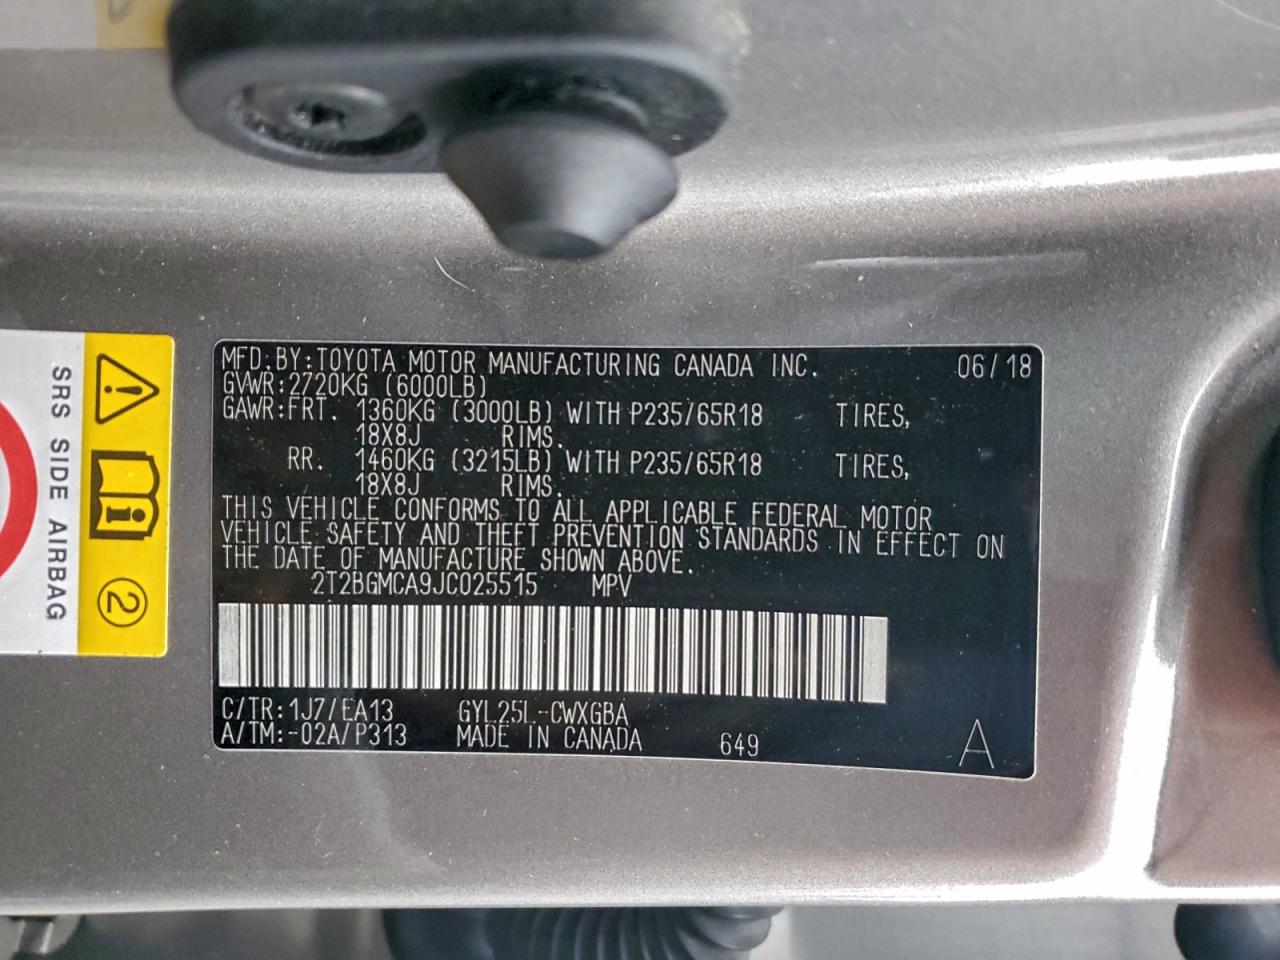 MFD.BY:TOYOTA MOTOR MANUFACTURING CANADA INC. 06/18
GVWR:2720KG (6000LB)
GAWR:FRT. 1360KG (3000LB) WITH P235/65R18 TIRES,
18X8J RIMS.
RR. 1460KG (3215LB) WITH P235/65R18 TIRES,
18X8J RIMS.
THIS VEHICLE CONFORMS TO ALL APPLICABLE FEDERAL MOTOR
VEHICLE SAFETY AND THEFT PREVENTION STANDARDS IN EFFECT ON
THE DATE OF MANUFACTURE SHOWN ABOVE.
2T2BGMCA9JC025515 MPV
C/TR:1J7/EA13 GYL25L-CWXGBA
A/TM:-02A/P313 MADE IN CANADA 649 A
SRS SIDE AIRBAG
2